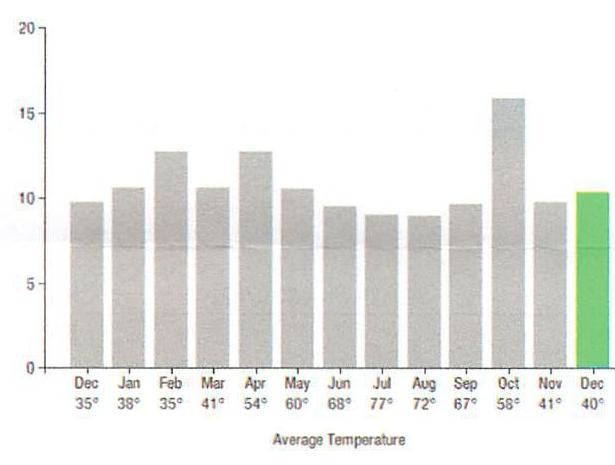 20
15
10
5
0
Dec Jan Feb Mar Apr May Jun Jul Aug Sep Oct Nov Dec
35° 38° 35° 41° 54° 60° 68° 77° 72° 67° 58° 41° 40°
Average Temperature